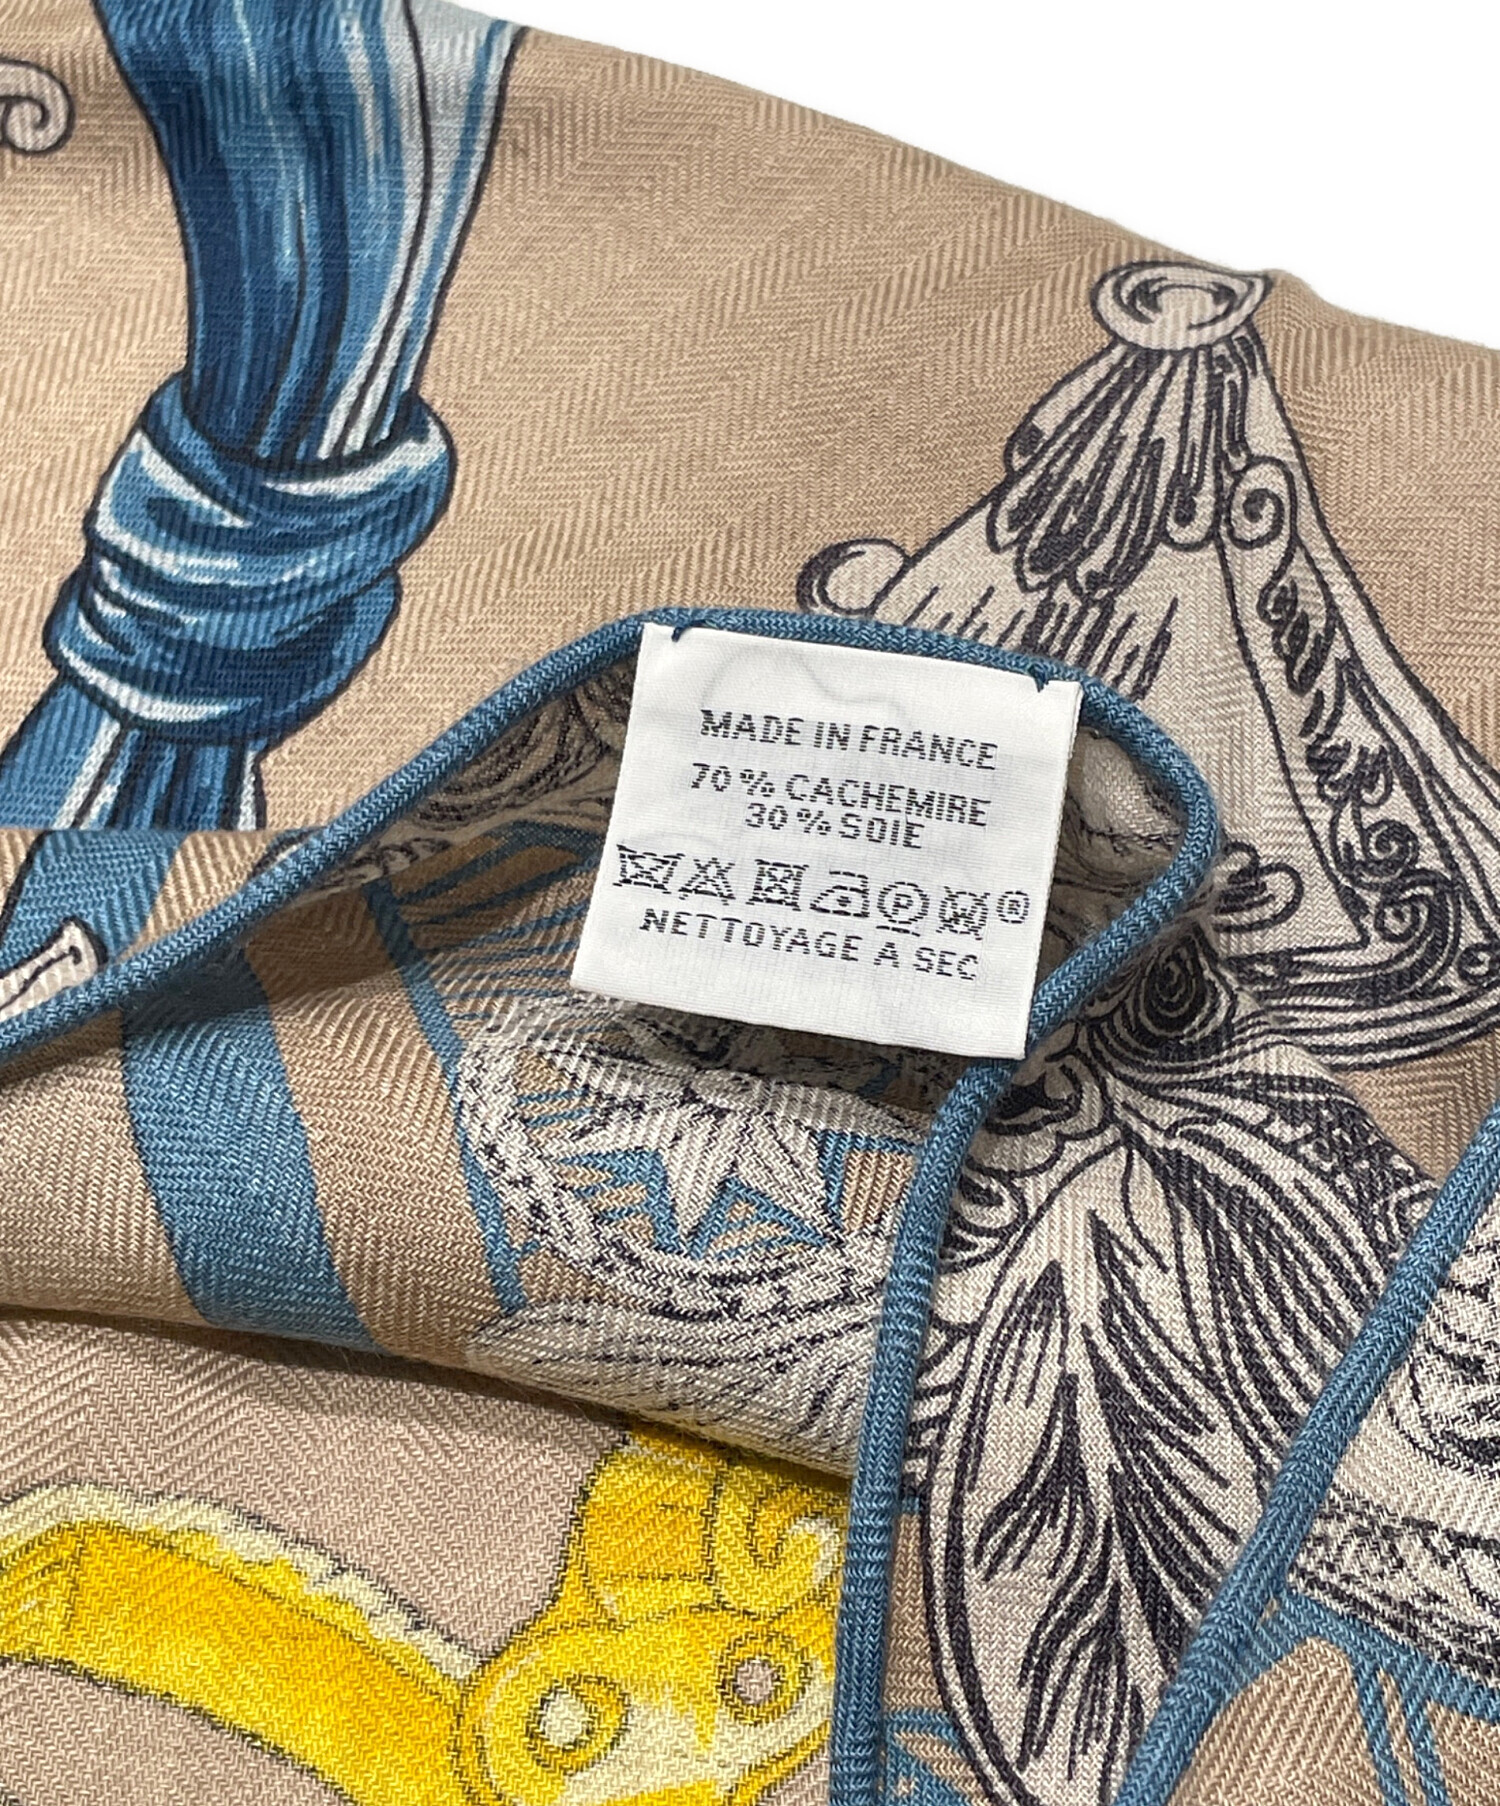 MADE IN FRANCE
70 % CACHEMIRE
30 % SOIE
P ®
NETTOYAGE A SEC